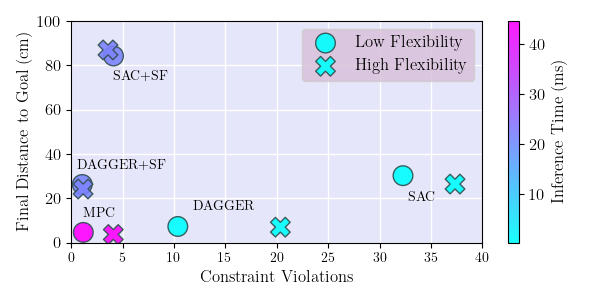 100
80
60
40
20
0
Final Distance to Goal (cm)
Low Flexibility
High Flexibility
SAC+SF
DAGGER+SF
MPC
DAGGER
SAC
0
5
10
15
20
25
30
35
40
Constraint Violations
40
30
20
10
Inference Time (ms)